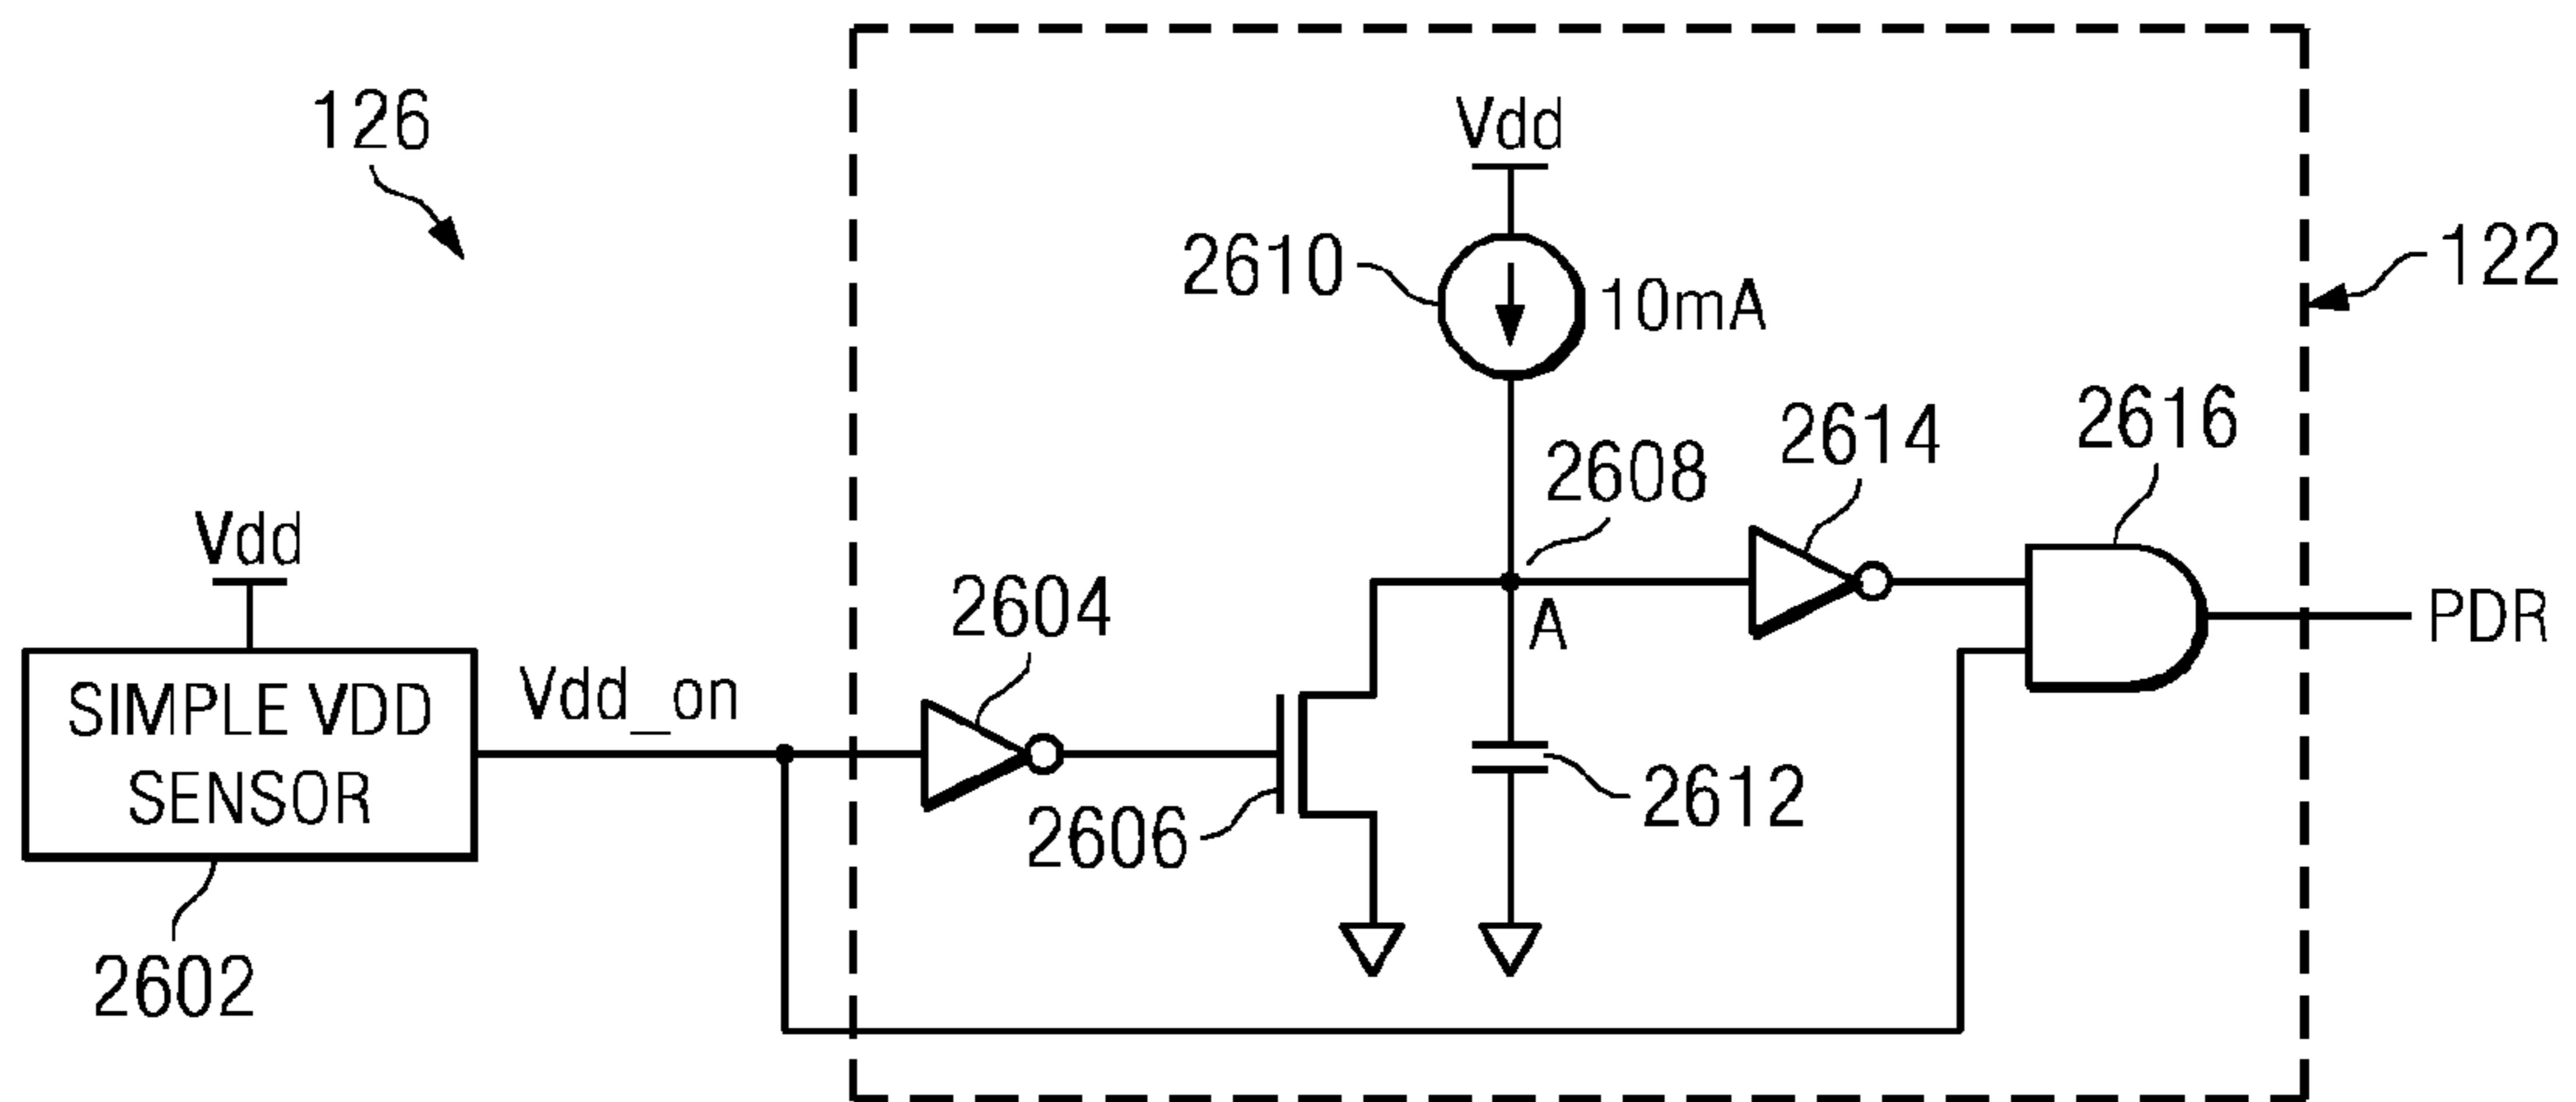 126
Vdd
2610
10mA
122
2616
2614
2608
Vdd
2604
A
PDR
SIMPLE VDD
SENSOR
Vdd_on
2606
2612
2602